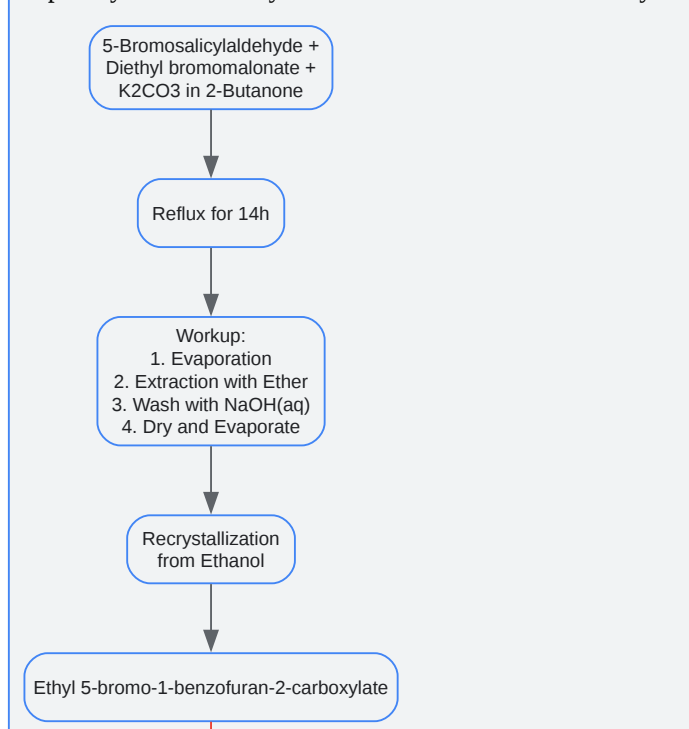 5-Bromosalicylaldehyde +
Diethyl bromomalonate +
K2CO3 in 2-Butanone
Reflux for 14h
Workup:
1. Evaporation
2. Extraction with Ether
3. Wash with NaOH(aq)
4. Dry and Evaporate
Recrystallization
from Ethanol
Ethyl 5-bromo-1-benzofuran-2-carboxylate